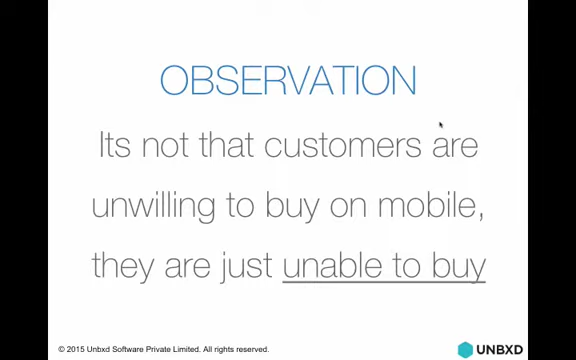 OBSERVATION
Its not that customers are
unwilling to buy on mobile,
they are just unable to buy
© 2015 Unbxd Software Private Limited. All rights reserved.
UNBXD